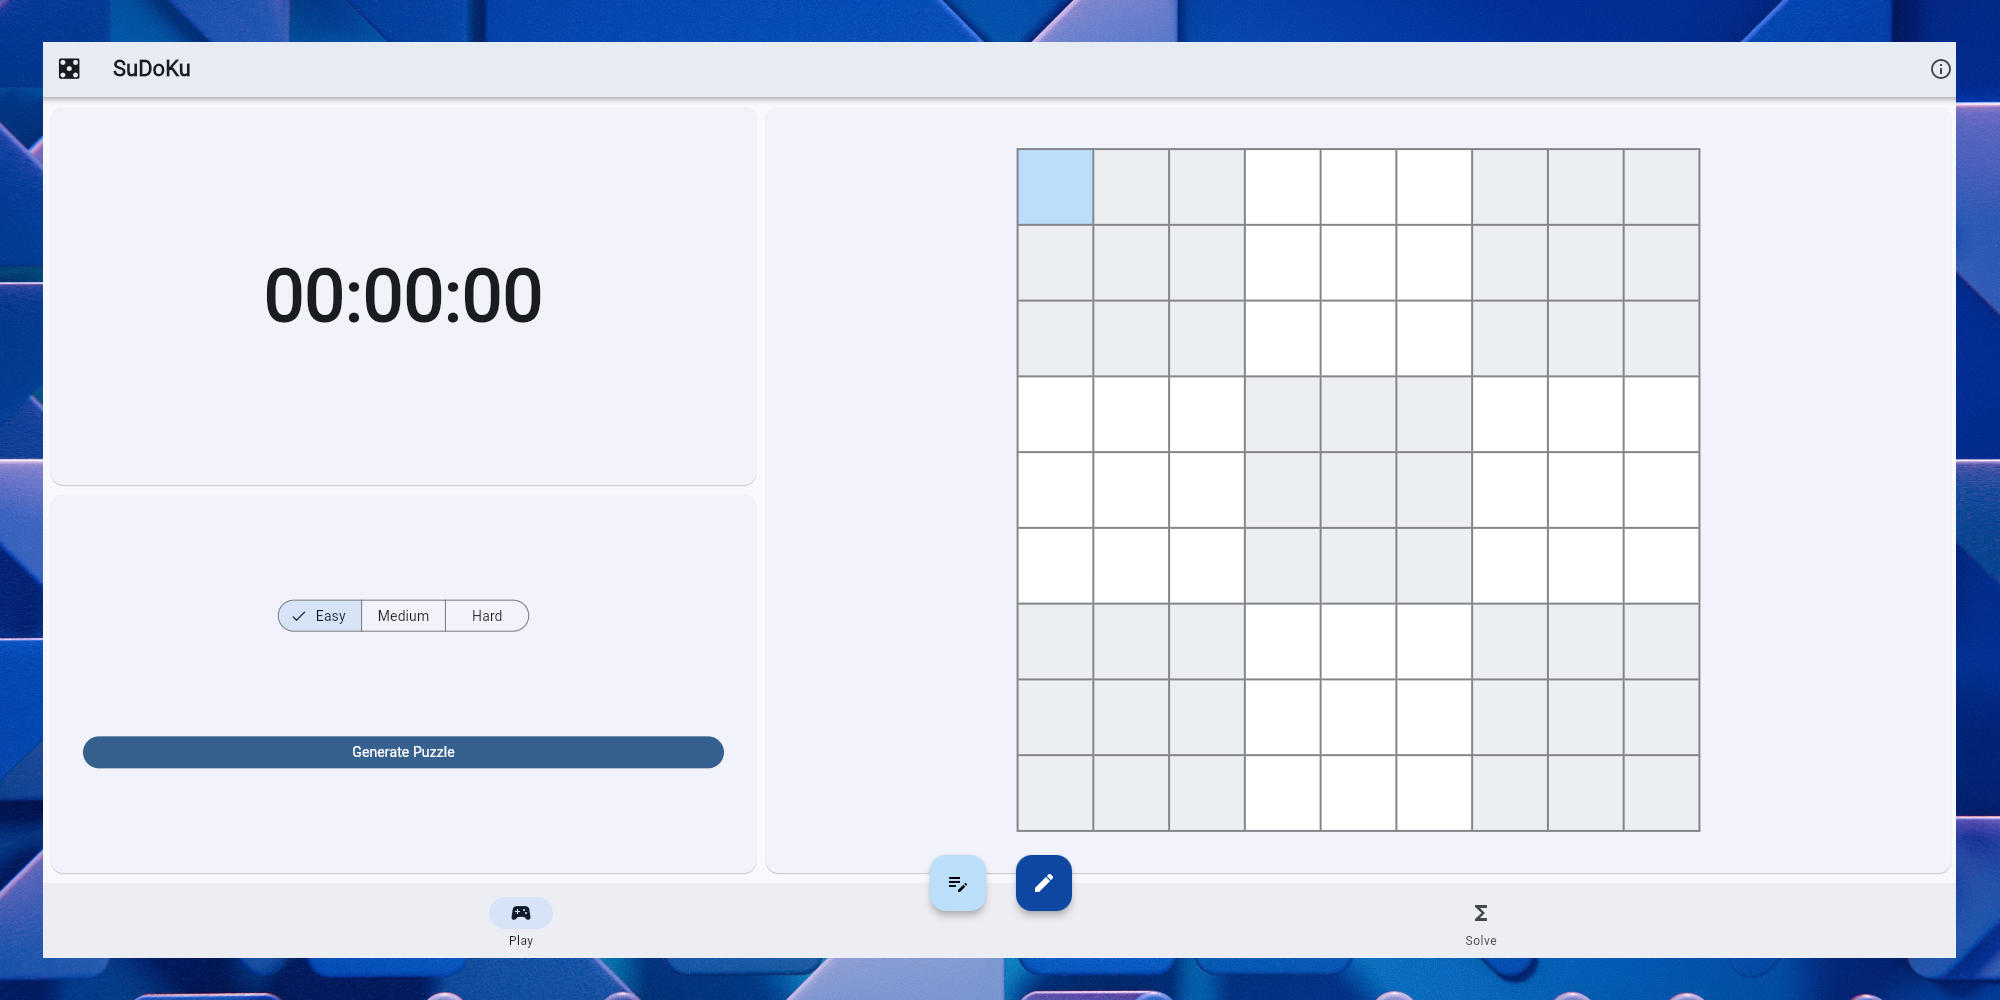 SuDoKu
00:00:00
Easy Medium Hard
Generate Puzzle
Play
Solve